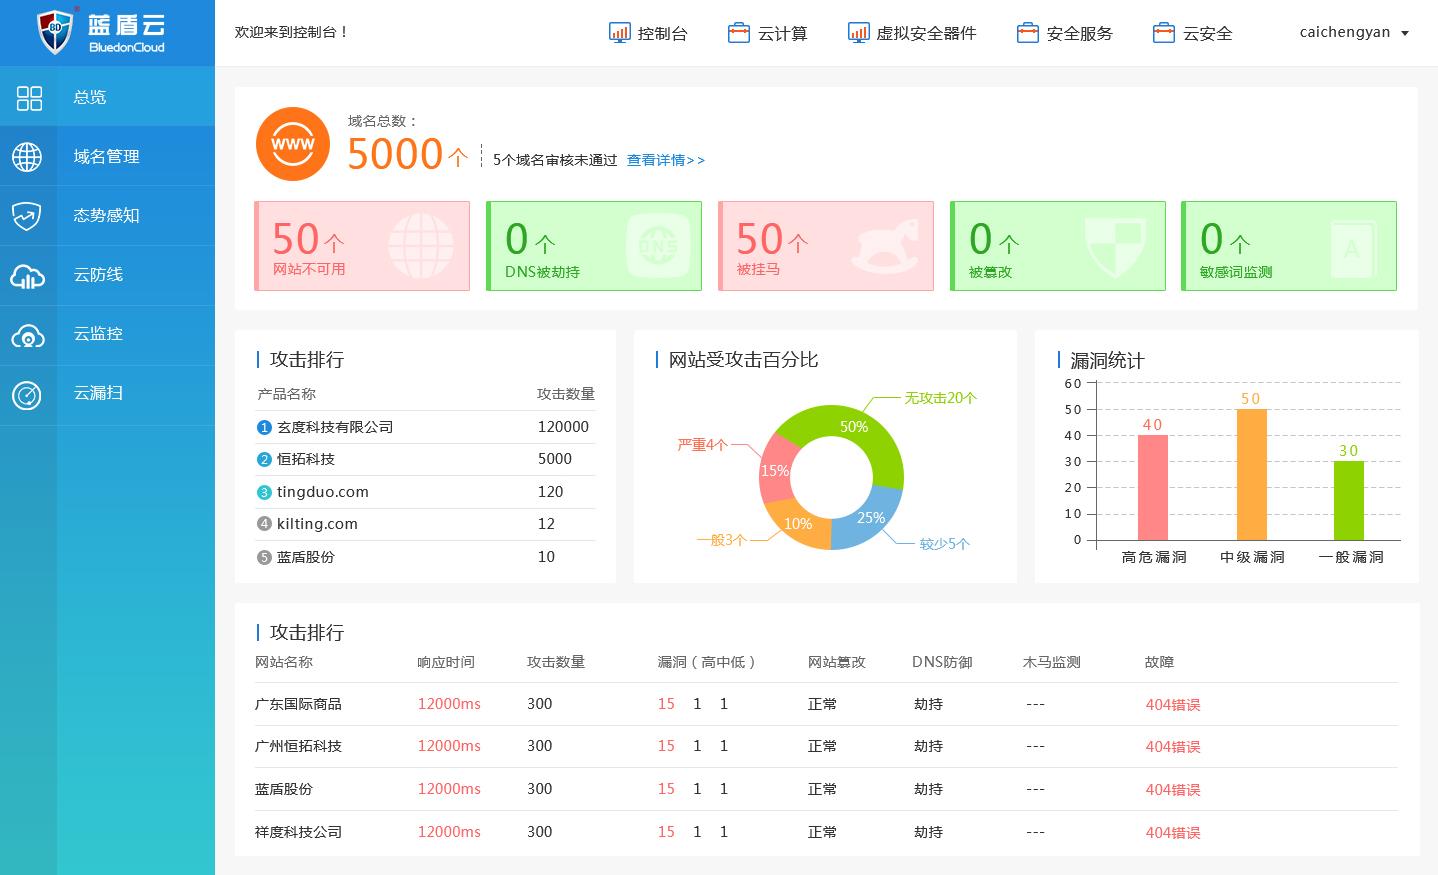 蓝盾云
BluedonCloud
欢迎来到控制台！
控制台 云计算 虚拟安全器件 安全服务 云安全
caichengyan
总览
域名管理
态势感知
云防线
云监控
云漏扫
WWW
域名总数：
5000个
5个域名审核未通过 查看详情>>
50个
网站不可用
0个
DNS被劫持
DNS
50个
被挂马
0个
被篡改
0个
敏感词监测
A
攻击排行
产品名称 攻击数量
1 玄度科技有限公司 120000
2 恒拓科技 5000
3 tingduo.com 120
4 kilting.com 12
5 蓝盾股份 10
网站受攻击百分比
无攻击20个
50%
严重4个
15%
10%
一般3个
25%
较少5个
漏洞统计
60
50
40
30
20
10
0
40
50
30
高危漏洞 中级漏洞 一般漏洞
攻击排行
网站名称 响应时间 攻击数量 漏洞（高中低） 网站篡改 DNS防御 木马监测 故障
广东国际商品 12000ms 300 15 1 1 正常 劫持 --- 404错误
广州恒拓科技 12000ms 300 15 1 1 正常 劫持 --- 404错误
蓝盾股份 12000ms 300 15 1 1 正常 劫持 --- 404错误
祥度科技公司 12000ms 300 15 1 1 正常 劫持 --- 404错误